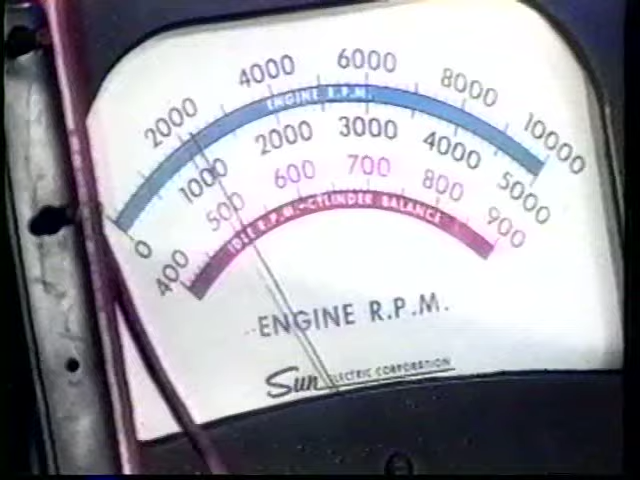 0 2000 4000 6000 8000 10000
ENGINE R.P.M.
1000 2000 3000 4000 5000
400 500 600 700 800 900
IDLE R.P.M.-CYLINDER BALANCE
ENGINE R.P.M.
Sun ELECTRIC CORPORATION